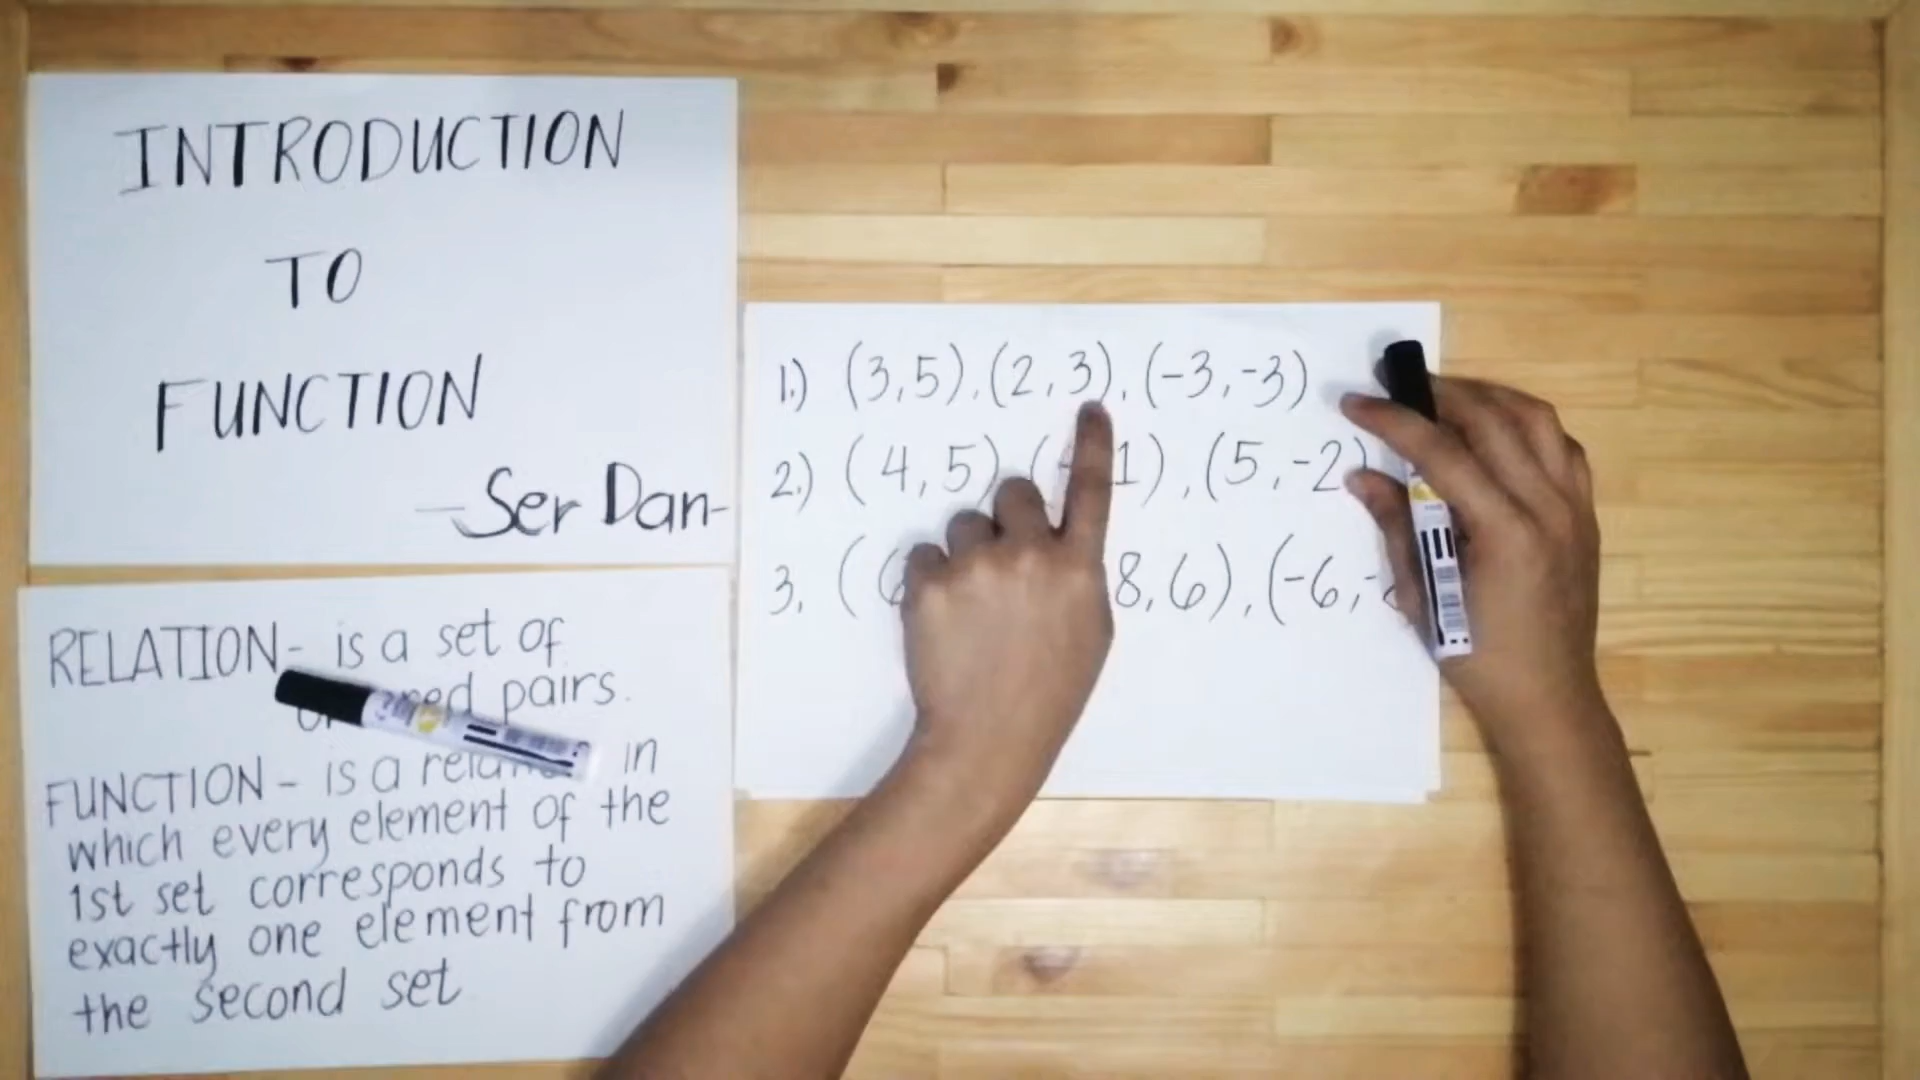 INTRODUCTION
TO
FUNCTION
-Ser Dan-
RELATION- is a set of
pairs.
FUNCTION - is a in
which every element of the
1st set corresponds to
exactly one element from
the second set
1.) (3,5),(2,3),(-3,-3)
2.) (4,5) 1),(5,-2)
3. ( 8,6),(-6,-